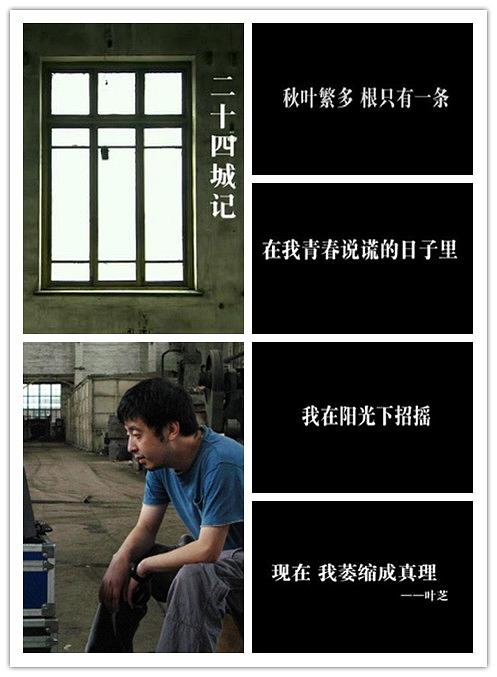 二十四城记
秋叶繁多 根只有一条
在我青春说谎的日子里
我在阳光下招摇
现在 我萎缩成真理
——叶芝